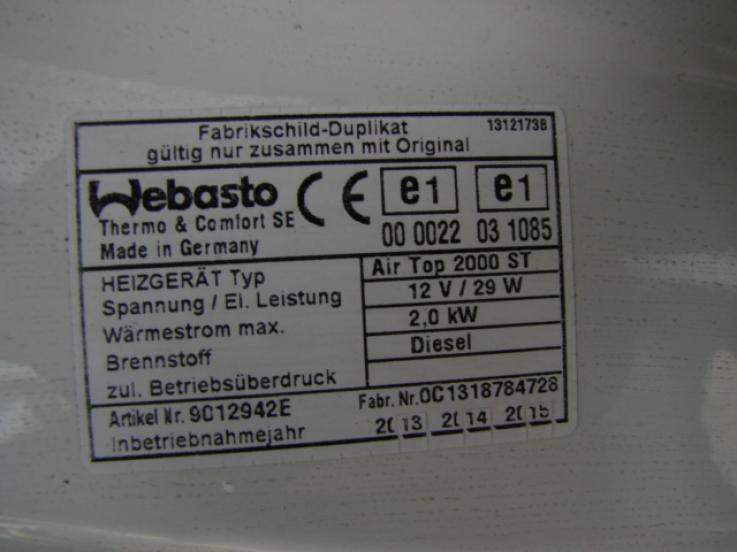 Fabrikschild-Duplikat 1312173B
gültig nur zusammen mit Original
Webasto CE e1 e1
Thermo & Comfort SE
Made in Germany 00 0022 03 1085
HEIZGERÄT Typ Air Top 2000 ST
Spannung / El. Leistung 12 V / 29 W
Wärmestrom max. 2,0 kW
Brennstoff Diesel
zul. Betriebsüberdruck
Artikel Nr. 9012942E Fabr. Nr.OC1318784728
Inbetriebnahmejahr 2013 2014 2015